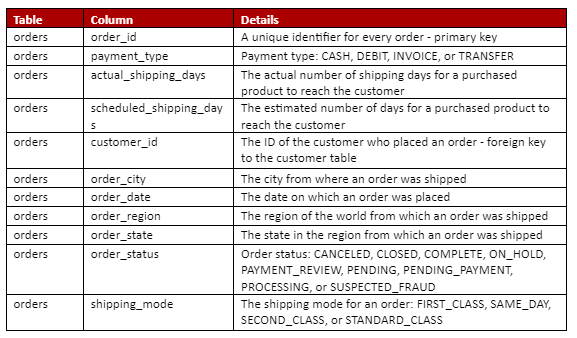 Table Column Details
orders order_id A unique identifier for every order - primary key
orders payment_type Payment type: CASH, DEBIT, INVOICE, or TRANSFER
orders actual_shipping_days The actual number of shipping days for a purchased
product to reach the customer
orders scheduled_shipping_day The estimated number of days for a purchased product to
s reach the customer
orders customer_id The ID of the customer who placed an order - foreign key
to the customer table
orders order_city The city from where an order was shipped
orders order_date The date on which an order was placed
orders order_region The region of the world from which an order was shipped
orders order_state The state in the region from which an order was shipped
orders order_status Order status: CANCELED, CLOSED, COMPLETE, ON_HOLD,
PAYMENT_REVIEW, PENDING, PENDING_PAYMENT,
PROCESSING, or SUSPECTED_FRAUD
orders shipping_mode The shipping mode for an order: FIRST_CLASS, SAME_DAY,
SECOND_CLASS, or STANDARD_CLASS